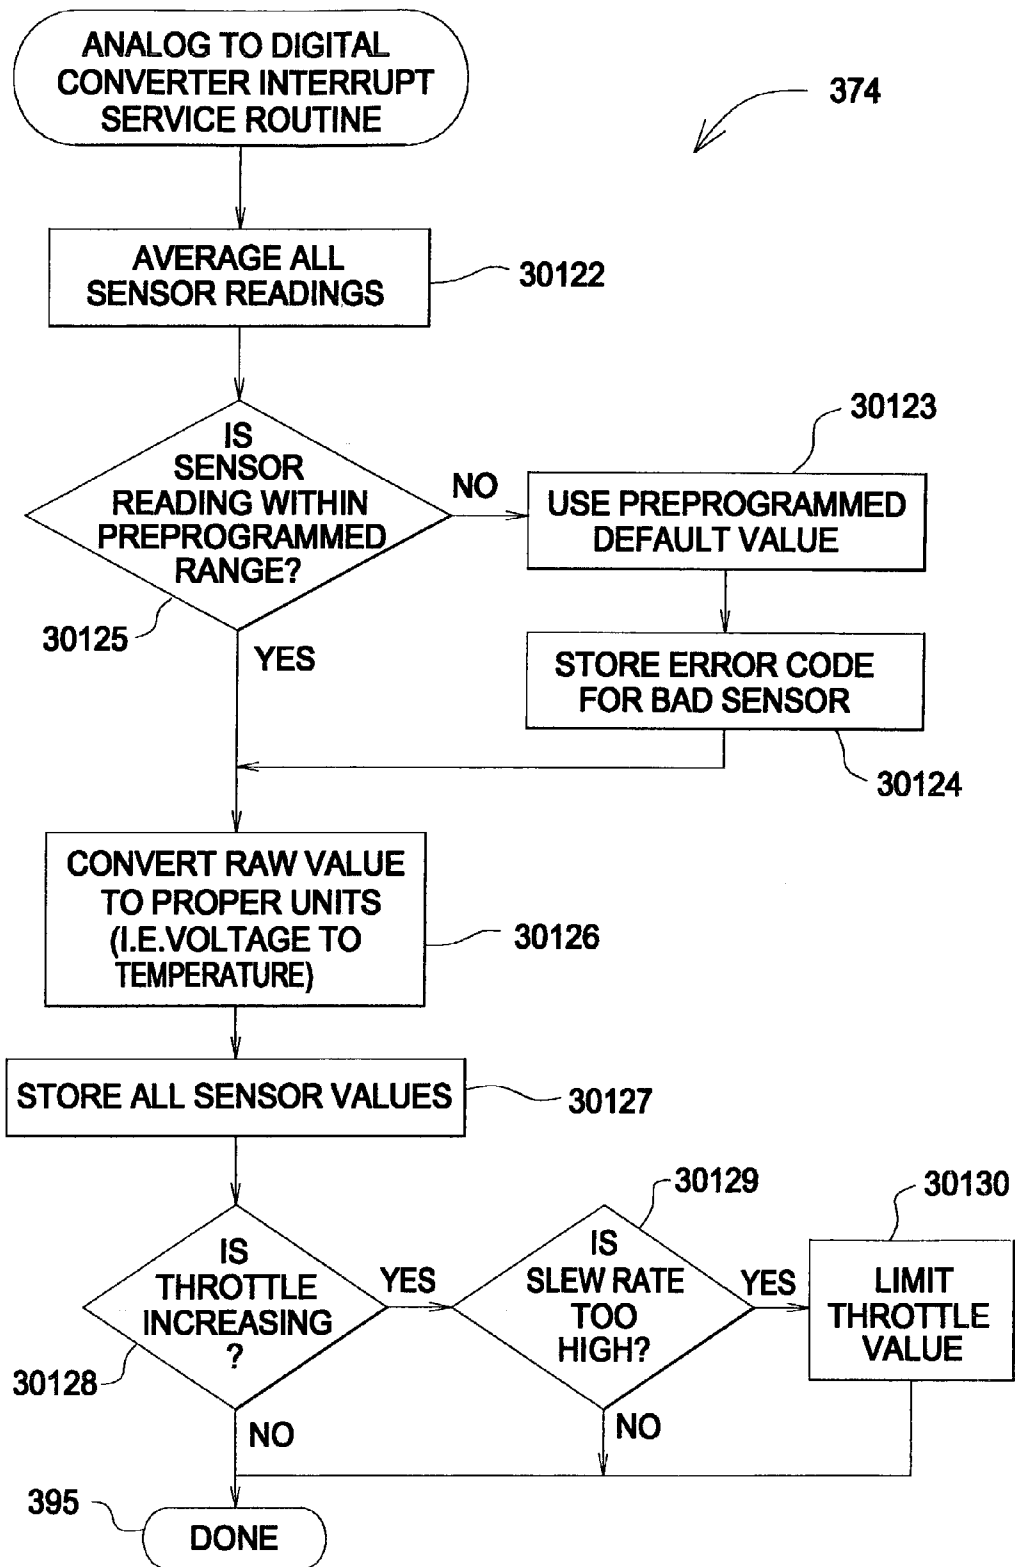 ANALOG TO DIGITAL
CONVERTER INTERRUPT
SERVICE ROUTINE
374
AVERAGE ALL
SENSOR READINGS
30122
IS
SENSOR
READING WITHIN
PREPROGRAMMED
RANGE?
30125
NO
YES
30123
USE PREPROGRAMMED
DEFAULT VALUE
STORE ERROR CODE
FOR BAD SENSOR
30124
CONVERT RAW VALUE
TO PROPER UNITS
(I.E.VOLTAGE TO
TEMPERATURE)
30126
STORE ALL SENSOR VALUES
30127
IS
THROTTLE
INCREASING
?
30128
YES
NO
30129
IS
SLEW RATE
TOO
HIGH?
YES
NO
30130
LIMIT
THROTTLE
VALUE
395
DONE